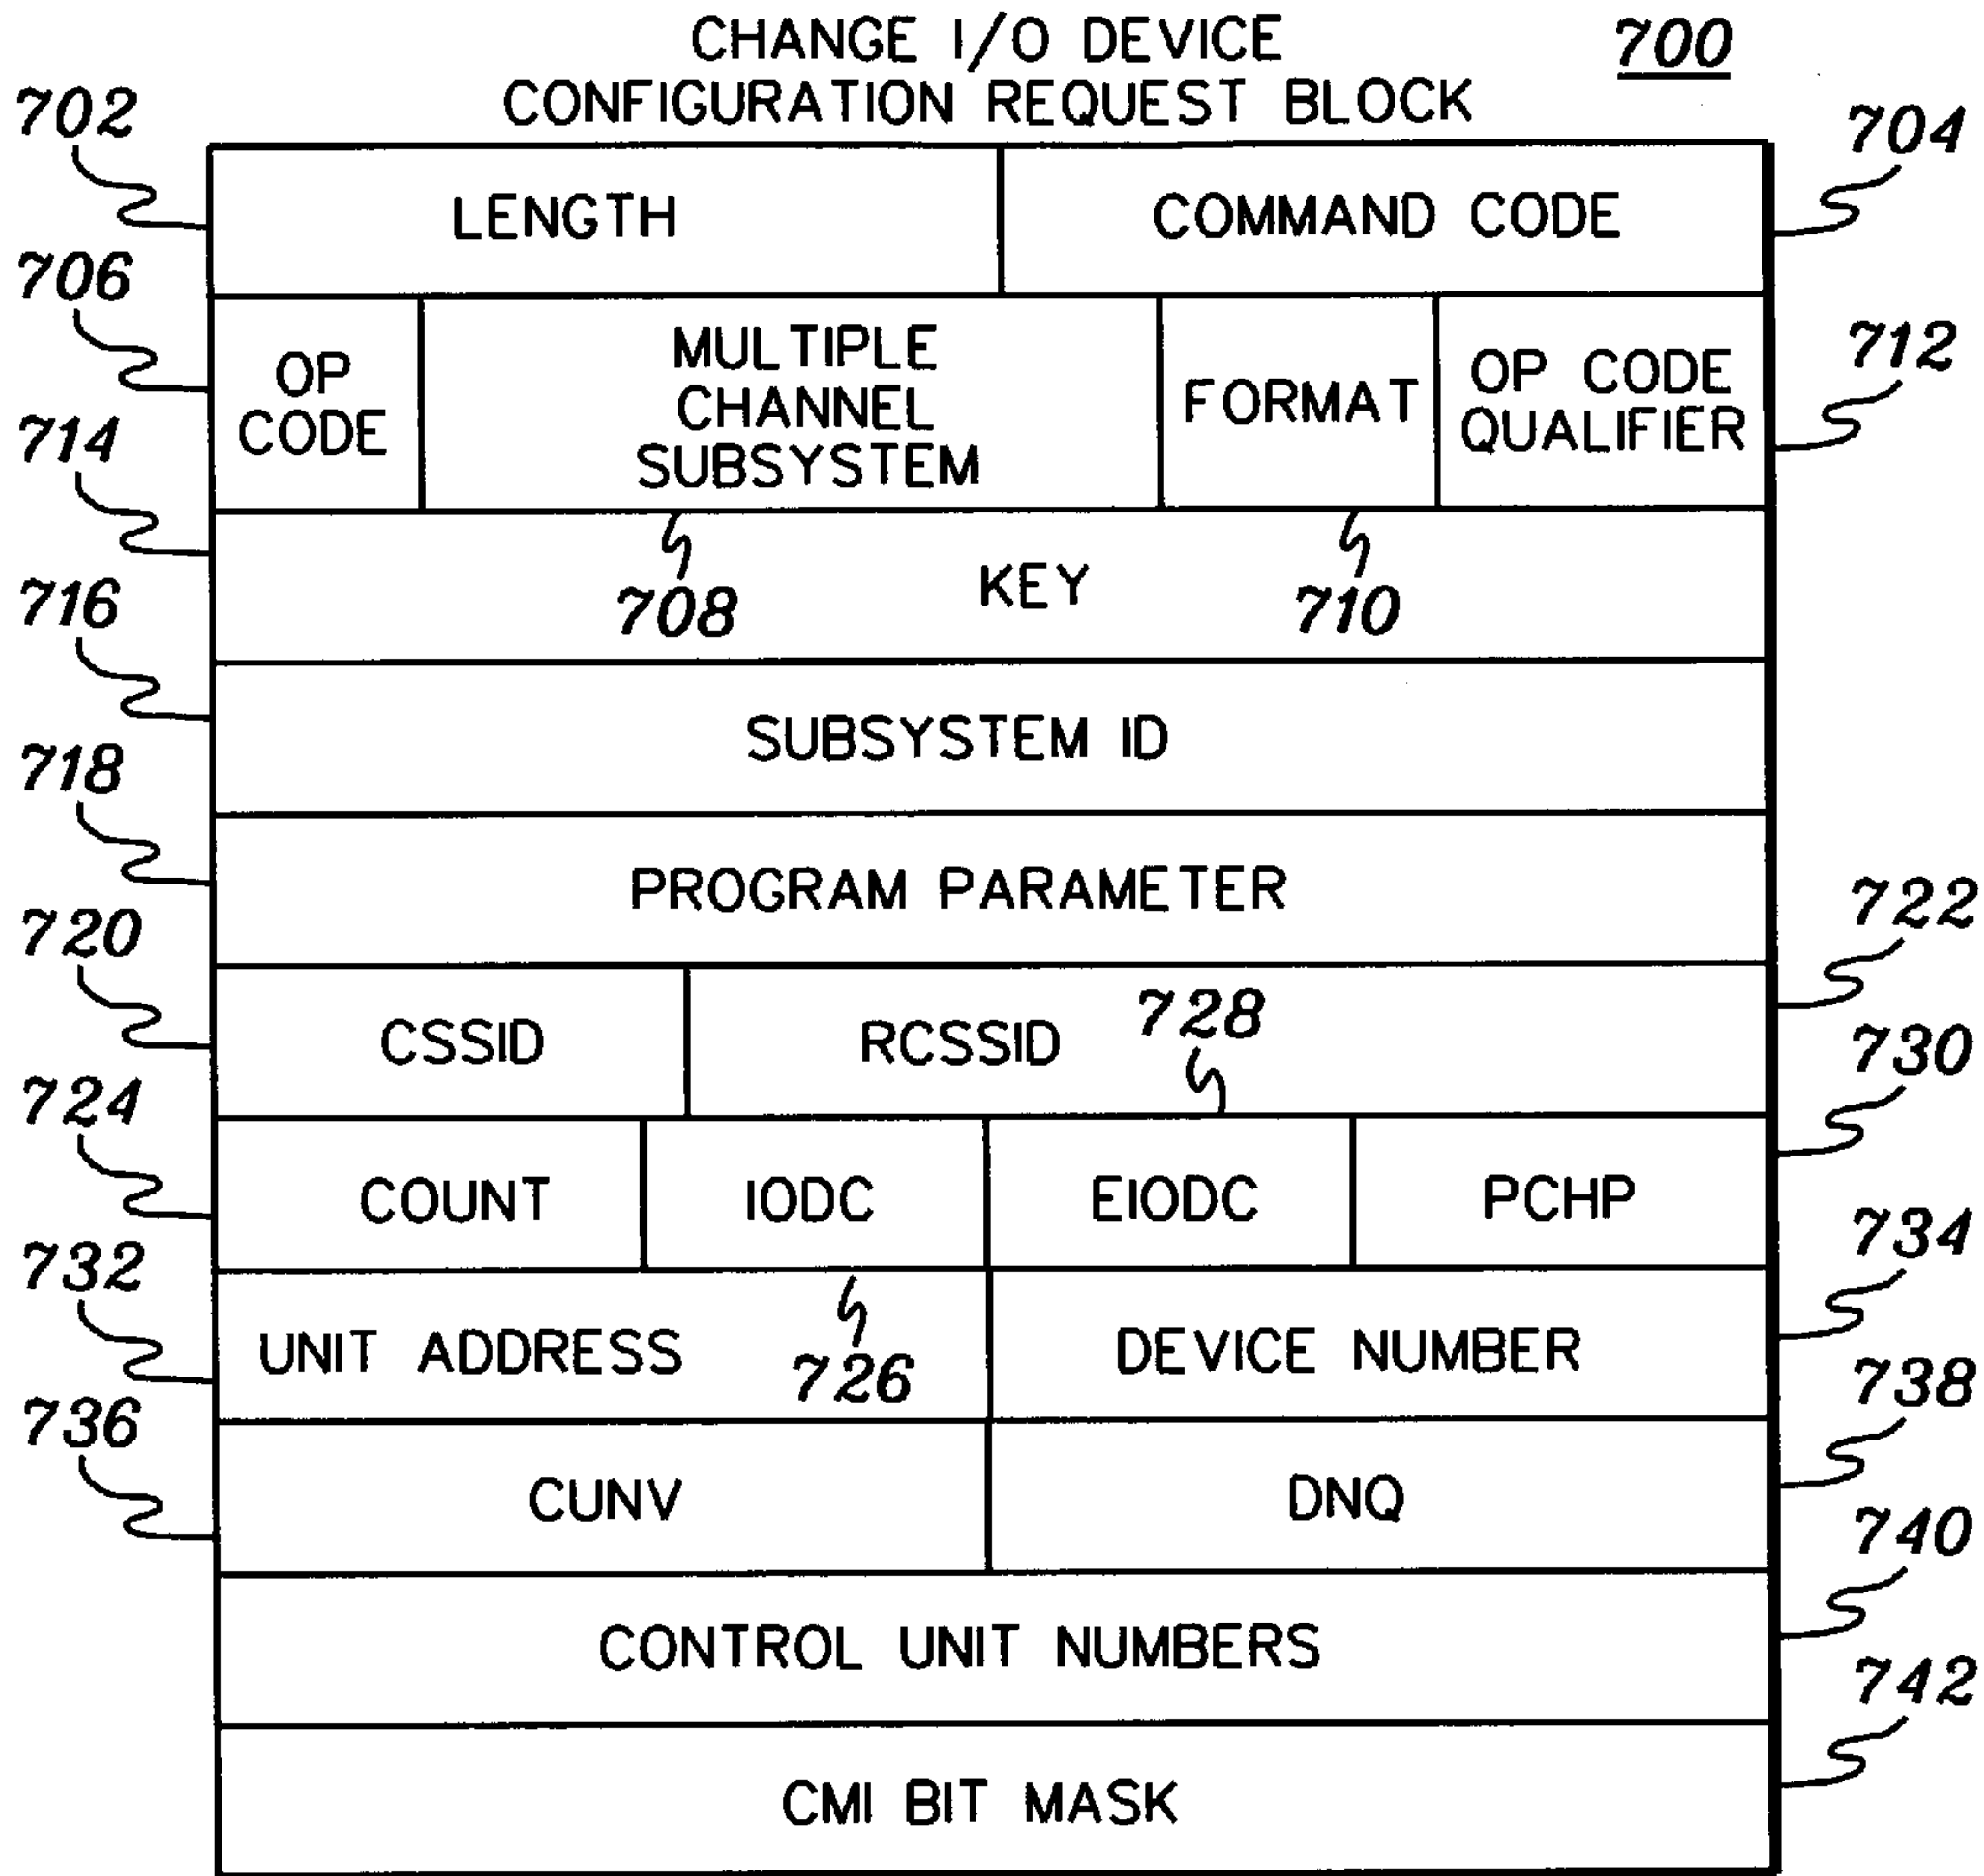 CHANGE I/O DEVICE
CONFIGURATION REQUEST BLOCK
700
702
LENGTH
COMMAND CODE
704
706
OP
CODE
MULTIPLE
CHANNEL
SUBSYSTEM
FORMAT
OP CODE
QUALIFIER
712
714
708
KEY
710
716
SUBSYSTEM ID
718
PROGRAM PARAMETER
720
CSSID
RCSSID
722
728
724
COUNT
IODC
EIODC
PCHP
730
732
UNIT ADDRESS
726
DEVICE NUMBER
734
736
CUNV
DNQ
738
CONTROL UNIT NUMBERS
740
CMI BIT MASK
742